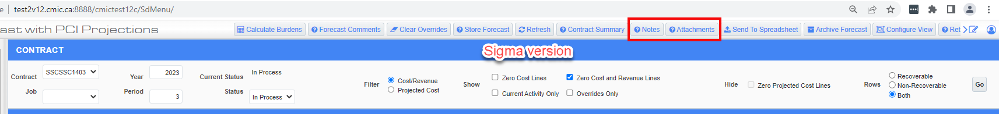 e test2v12.cmic.ca:8888/cmictest12c/SdMenu/
ast with PCI Projections Calculate Burdens Forecast Comments Clear Overrides Store Forecast Refresh Contract Summary Notes Attachments Send To Spreadsheet Archive Forecast Configure View Ret
CONTRACT Sigma version
Contract SSCSSC1403 Year 2023 Current Status In Process Filter Cost/Revenue Show Zero Cost Lines Zero Cost and Revenue Lines Hide Zero Projected Cost Lines Rows Recoverable Go
Non-Recoverable
Job Period 3 Status In Process Projected Cost Current Activity Only Overrides Only Both